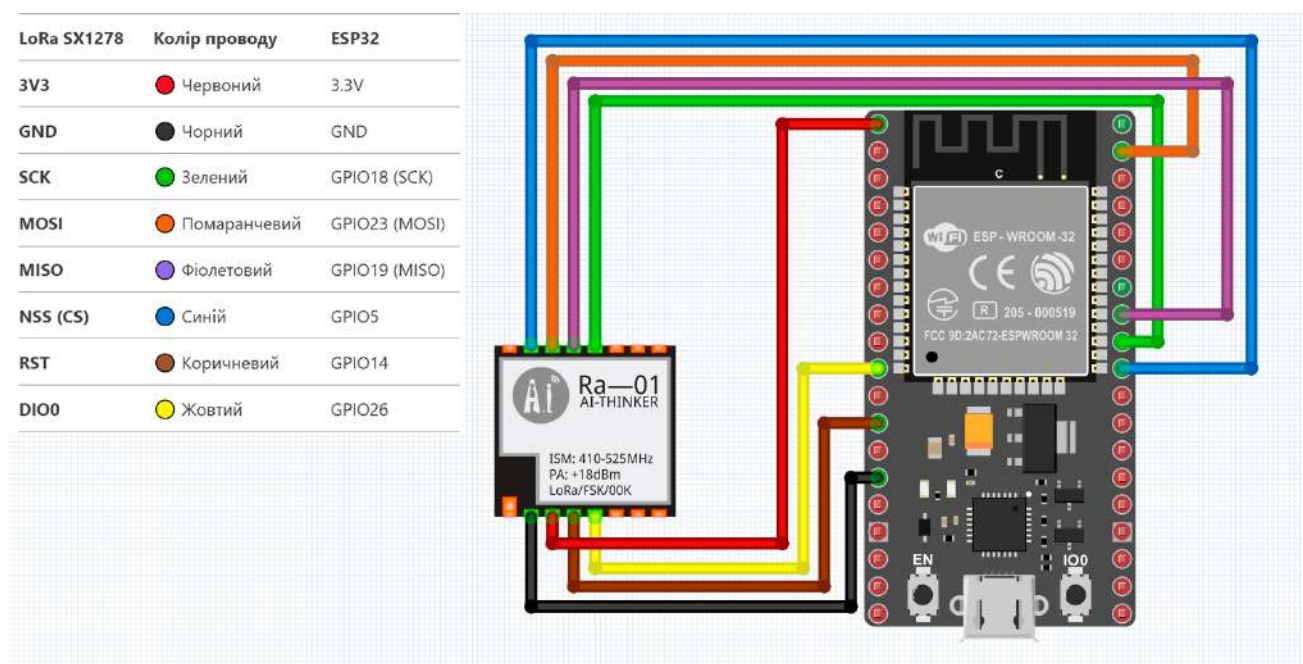 LoRa SX1278 Колір проводу ESP32
3V3 Червоний 3.3V
GND Чорний GND
SCK Зелений GPIO18 (SCK)
MOSI Помаранчевий GPIO23 (MOSI)
MISO Фіолетовий GPIO19 (MISO)
NSS (CS) Синій GPIO5
RST Коричневий GPIO14
DIO0 Жовтий GPIO26
Ai
Ra—01
AI-THINKER
ISM: 410-525MHz
PA: +18dBm
LoRa/FSK/OOK
C
WiFi ESP-WROOM-32
CE
R 205-000519
FCC 9D:2AC72-ESPWROOM 32
EN
IO0